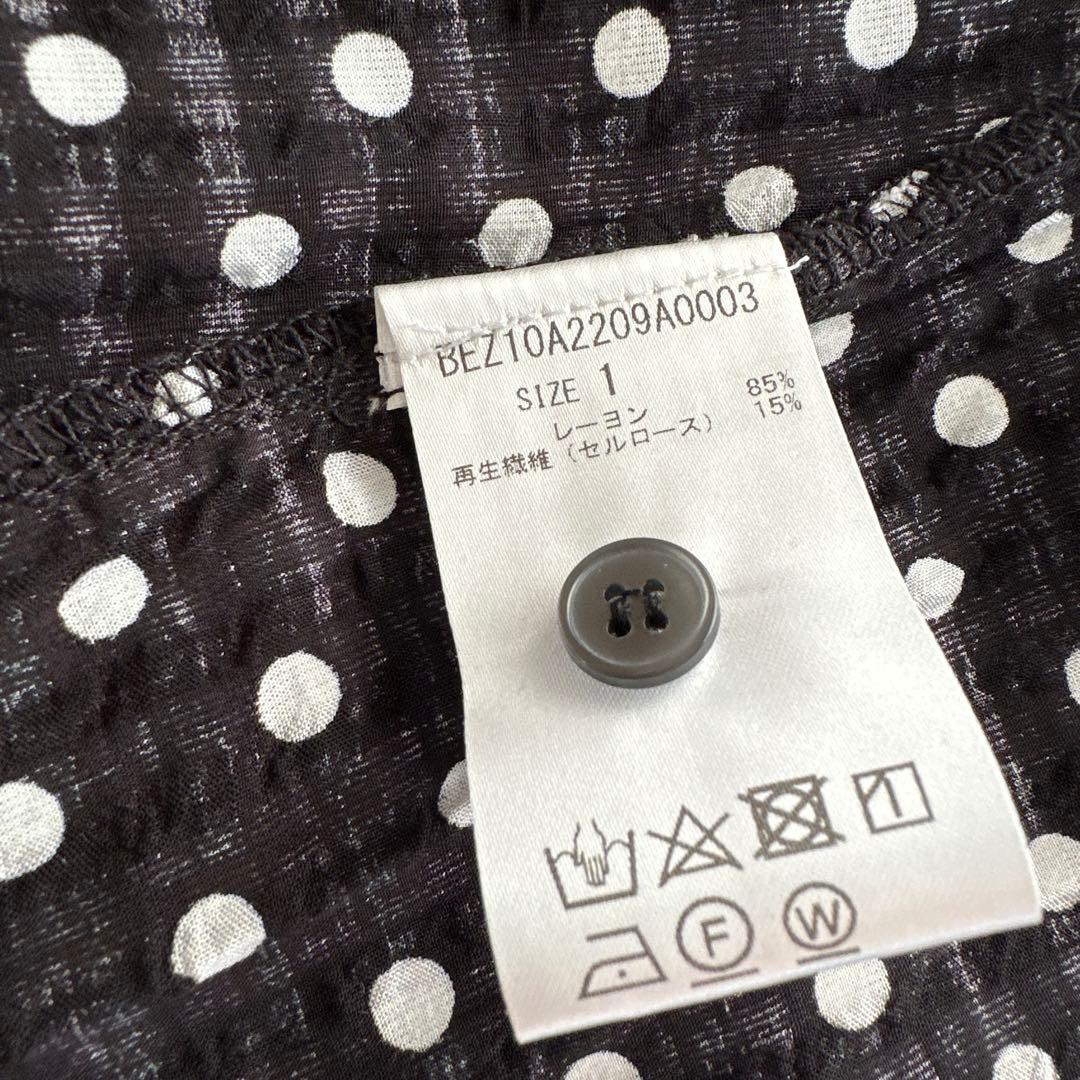 BEZ10A2209A0003
SIZE 1
レーヨン 85%
再生繊維（セルロース） 15%
F W